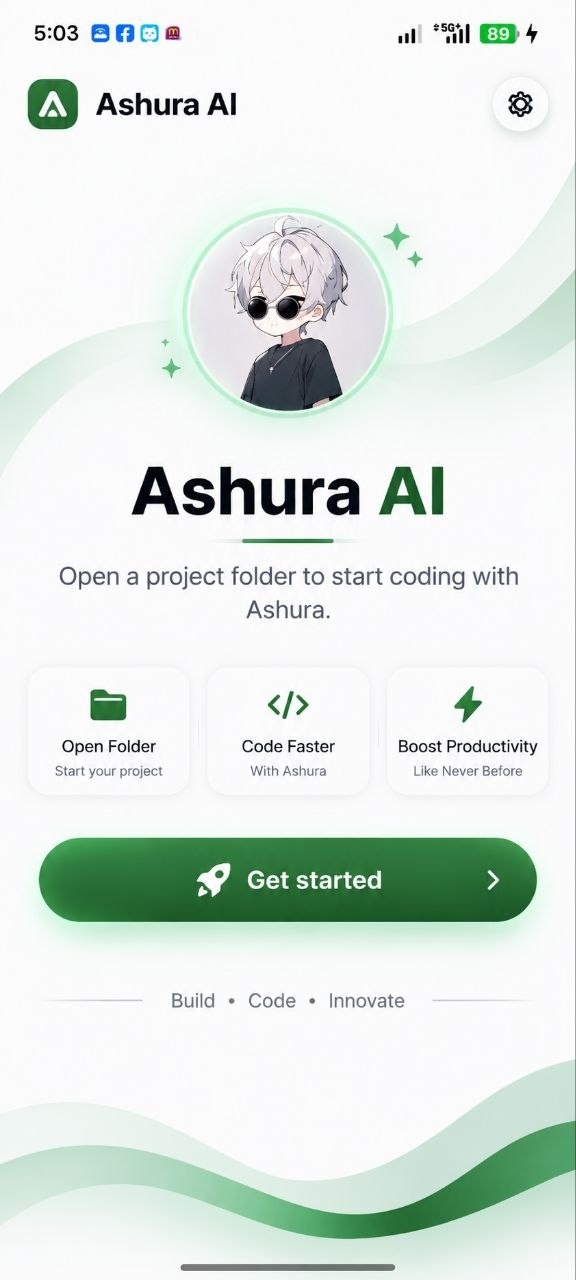 5:03
5G+
89
Ashura AI
Ashura AI
Open a project folder to start coding with
Ashura.
Open Folder
Start your project
Code Faster
With Ashura
Boost Productivity
Like Never Before
Get started
Build • Code • Innovate